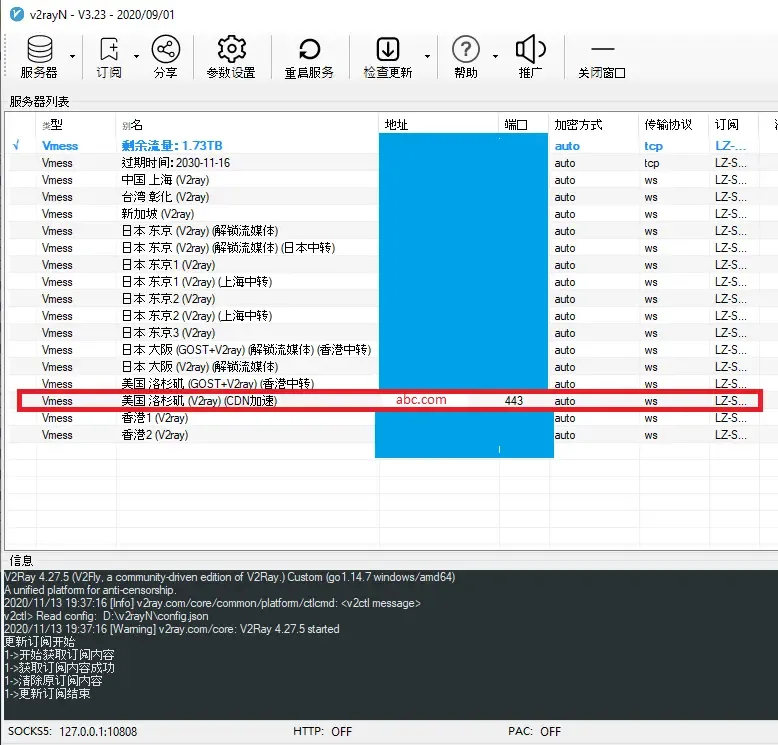 v2rayN - V3.23 - 2020/09/01
服务器 订阅 分享 参数设置 重启服务 检查更新 帮助 推广 关闭窗口
服务器列表
类型 别名 地址 端口 加密方式 传输协议 订阅
√ Vmess 剩余流量: 1.73TB auto tcp LZ-...
Vmess 过期时间: 2030-11-16 auto tcp LZ-S...
Vmess 中国 上海 (V2ray) auto ws LZ-S...
Vmess 台湾 彰化 (V2ray) auto ws LZ-S...
Vmess 新加坡 (V2ray) auto ws LZ-S...
Vmess 日本 东京 (V2ray) (解锁流媒体) auto ws LZ-S...
Vmess 日本 东京 (V2ray) (解锁流媒体) (日本中转) auto ws LZ-S...
Vmess 日本 东京1 (V2ray) auto ws LZ-S...
Vmess 日本 东京1 (V2ray) (上海中转) auto ws LZ-S...
Vmess 日本 东京2 (V2ray) auto ws LZ-S...
Vmess 日本 东京2 (V2ray) (上海中转) auto ws LZ-S...
Vmess 日本 东京3 (V2ray) auto ws LZ-S...
Vmess 日本 大阪 (GOST+V2ray) (解锁流媒体) (香港中转) auto ws LZ-S...
Vmess 日本 大阪 (V2ray) (解锁流媒体) auto ws LZ-S...
Vmess 美国 洛杉矶 (GOST+V2ray) (香港中转) auto ws LZ-S...
Vmess 美国 洛杉矶 (V2ray) (CDN加速) abc.com 443 auto ws LZ-S...
Vmess 香港1 (V2ray) auto ws LZ-S...
Vmess 香港2 (V2ray) auto ws LZ-S...
信息
V2Ray 4.27.5 (V2Fly, a community-driven edition of V2Ray.) Custom (go1.14.7 windows/amd64)
A unified platform for anti-censorship.
2020/11/13 19:37:16 [Info] v2ray.com/core/common/platform/ctlcmd: <v2ctl message>
v2ctl> Read config:  D:\v2rayN\config.json
2020/11/13 19:37:16 [Warning] v2ray.com/core: V2Ray 4.27.5 started
更新订阅开始
1->开始获取订阅内容
1->获取订阅内容成功
1->清除原订阅内容
1->更新订阅结束
SOCKS5: 127.0.0.1:10808 HTTP: OFF PAC: OFF